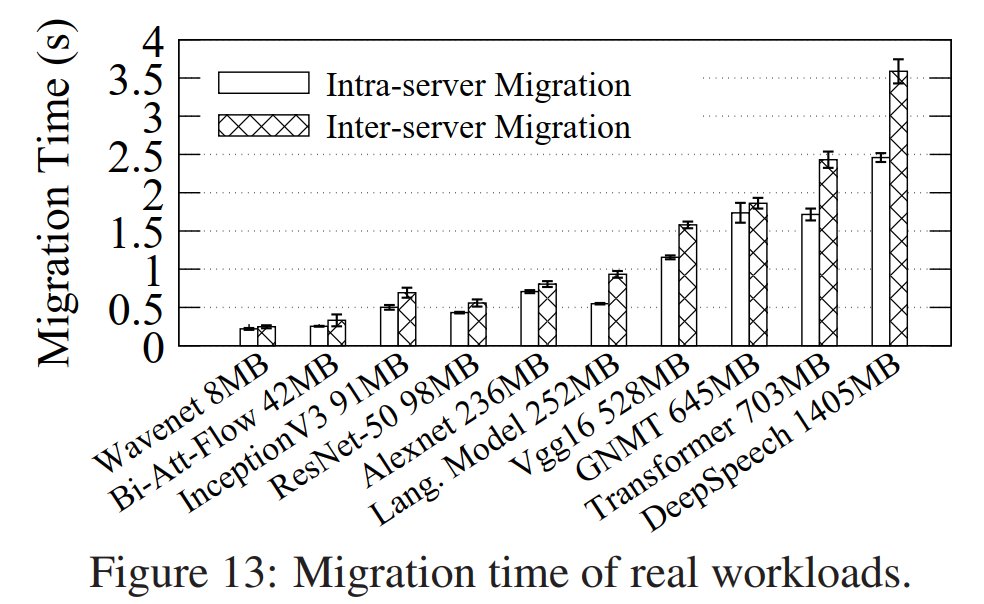 Migration Time (s)
4
3.5
3
2.5
2
1.5
1
0.5
0
Intra-server Migration
Inter-server Migration
Wavenet 8MB
Bi-Att-Flow 42MB
InceptionV3 91MB
ResNet-50 98MB
Alexnet 236MB
Lang. Model 252MB
Vgg16 528MB
GNMT 645MB
Transformer 703MB
DeepSpeech 1405MB
Figure 13: Migration time of real workloads.